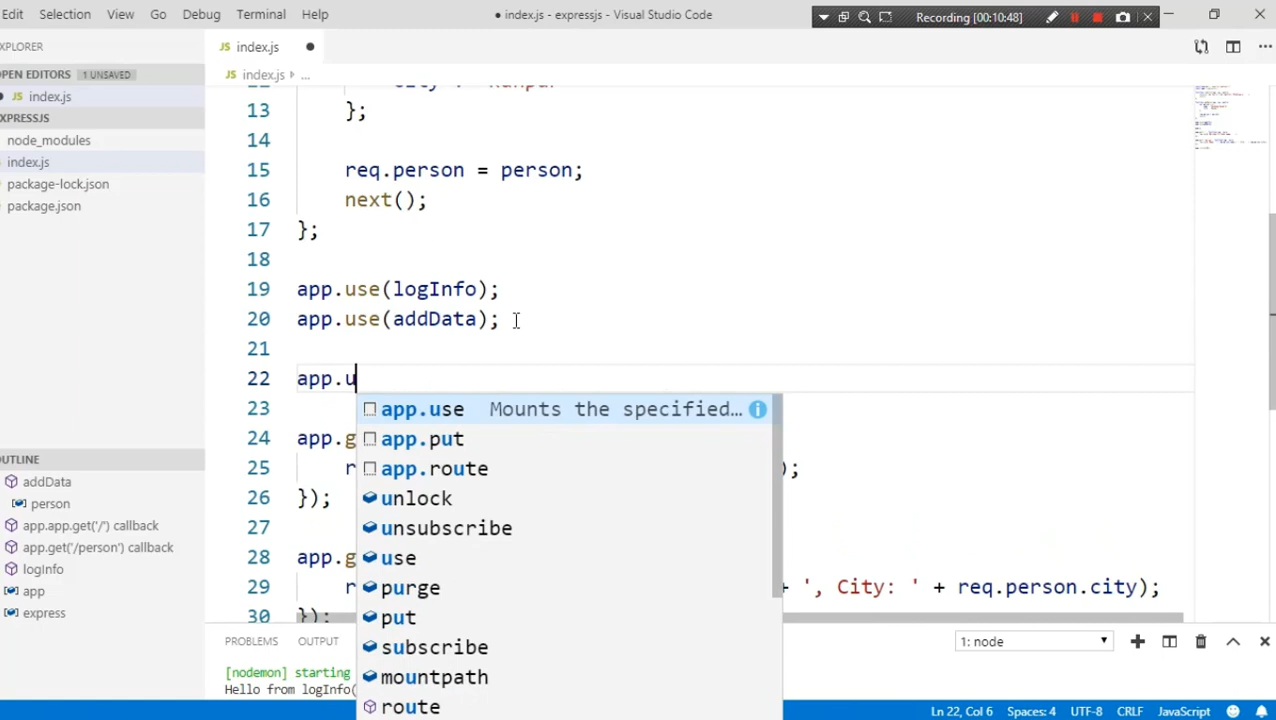 Edit Selection View Go Debug Terminal Help
● index.js - expressjs - Visual Studio Code
Recording [00:10:48]
EXPLORER
JS index.js ●
OPEN EDITORS 1 UNSAVED
JS index.js ...
● JS index.js
EXPRESSJS
node_modules
index.js
package-lock.json
package.json
13 };
14
15 req.person = person;
16 next();
17 };
18
19 app.use(logInfo);
20 app.use(addData);
21
22 app.u
app.use Mounts the specified…
23
app.put
24 app.g
app.route
25 r );
unlock
26 });
unsubscribe
27
use
28 app.g
purge
29 r + ', City: ' + req.person.city);
put
30 });
subscribe
mountpath
route
OUTLINE
addData
person
app.app.get('/') callback
app.get('/person') callback
logInfo
app
express
PROBLEMS OUTPUT
1: node
[nodemon] starting
Hello from logInfo(
Ln 22, Col 6 Spaces: 4 UTF-8 CRLF JavaScript